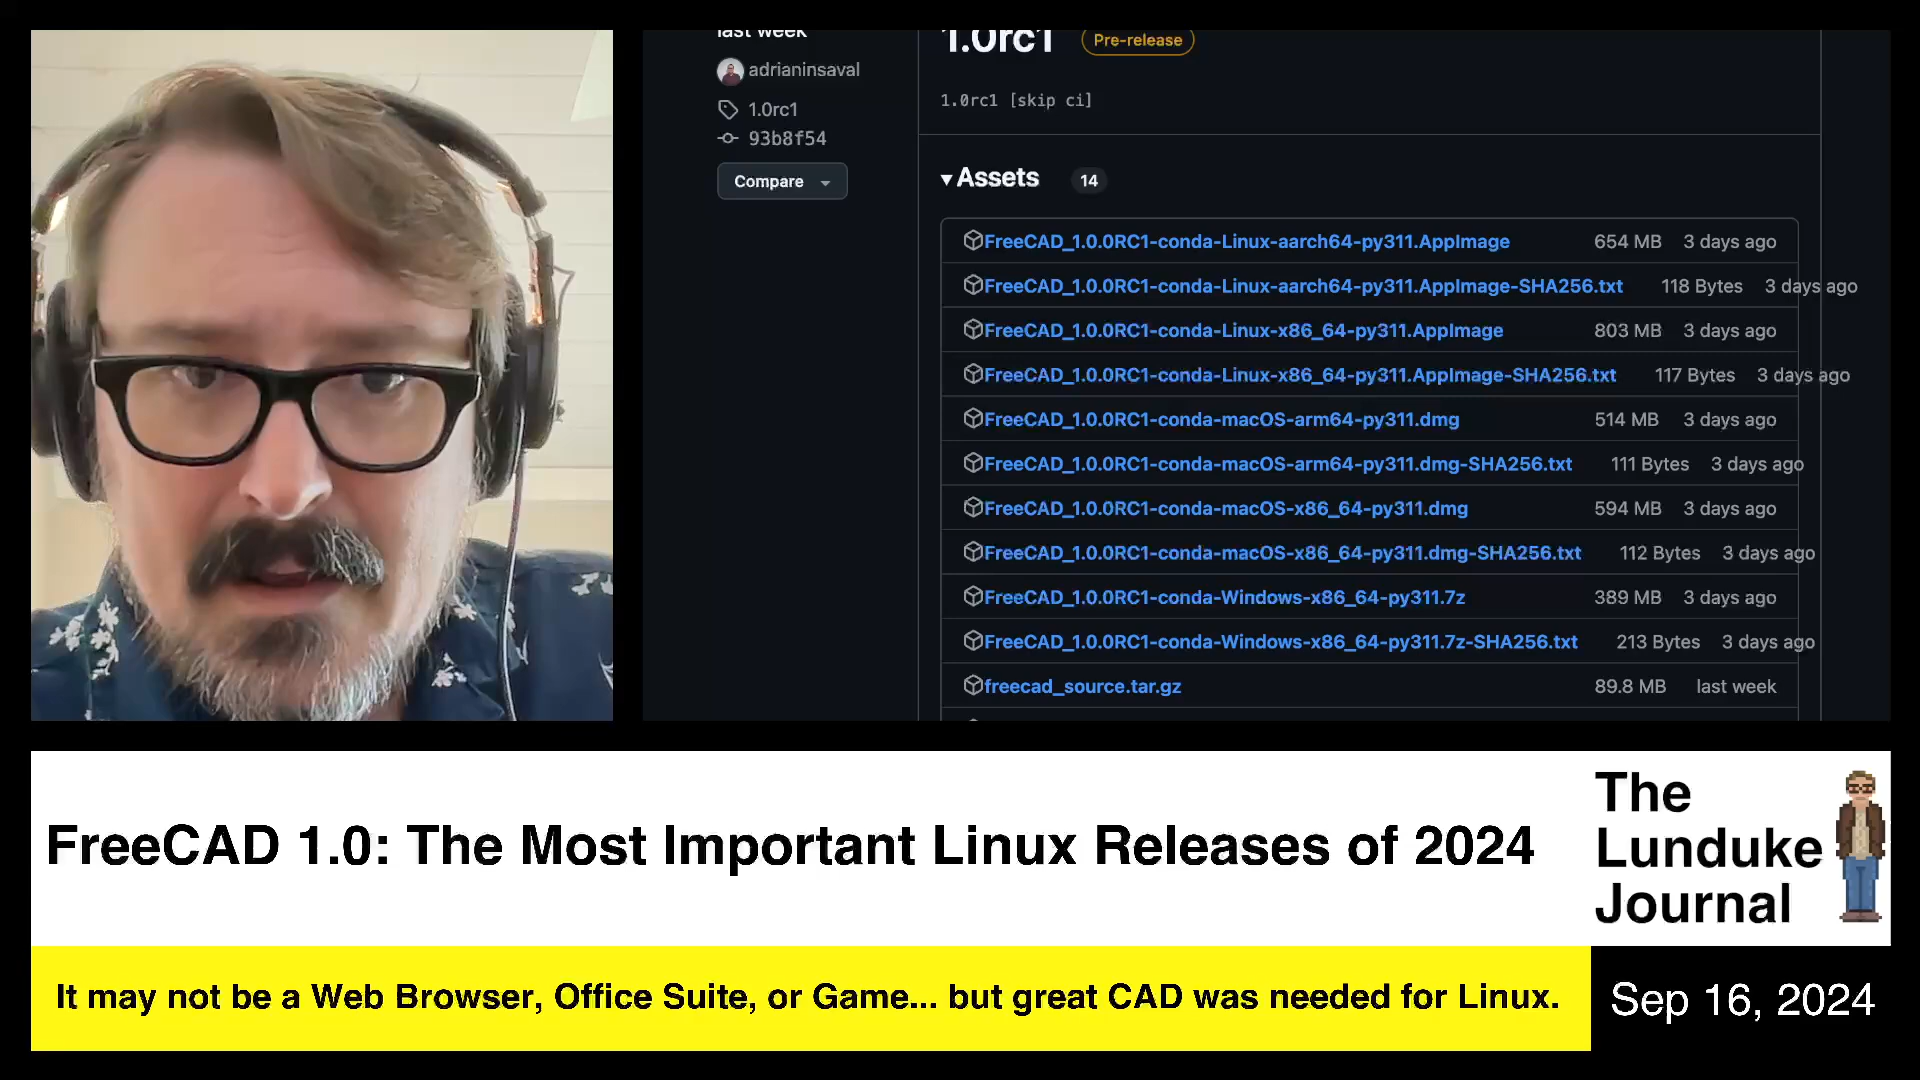 last week
adrianinsaval
1.0rc1
93b8f54
Compare
1.0rc1 Pre-release
1.0rc1 [skip ci]
Assets 14
FreeCAD_1.0.0RC1-conda-Linux-aarch64-py311.AppImage 654 MB 3 days ago
FreeCAD_1.0.0RC1-conda-Linux-aarch64-py311.AppImage-SHA256.txt 118 Bytes 3 days ago
FreeCAD_1.0.0RC1-conda-Linux-x86_64-py311.AppImage 803 MB 3 days ago
FreeCAD_1.0.0RC1-conda-Linux-x86_64-py311.AppImage-SHA256.txt 117 Bytes 3 days ago
FreeCAD_1.0.0RC1-conda-macOS-arm64-py311.dmg 514 MB 3 days ago
FreeCAD_1.0.0RC1-conda-macOS-arm64-py311.dmg-SHA256.txt 111 Bytes 3 days ago
FreeCAD_1.0.0RC1-conda-macOS-x86_64-py311.dmg 594 MB 3 days ago
FreeCAD_1.0.0RC1-conda-macOS-x86_64-py311.dmg-SHA256.txt 112 Bytes 3 days ago
FreeCAD_1.0.0RC1-conda-Windows-x86_64-py311.7z 389 MB 3 days ago
FreeCAD_1.0.0RC1-conda-Windows-x86_64-py311.7z-SHA256.txt 213 Bytes 3 days ago
freecad_source.tar.gz 89.8 MB last week
FreeCAD 1.0: The Most Important Linux Releases of 2024
The
Lunduke
Journal
It may not be a Web Browser, Office Suite, or Game... but great CAD was needed for Linux.
Sep 16, 2024